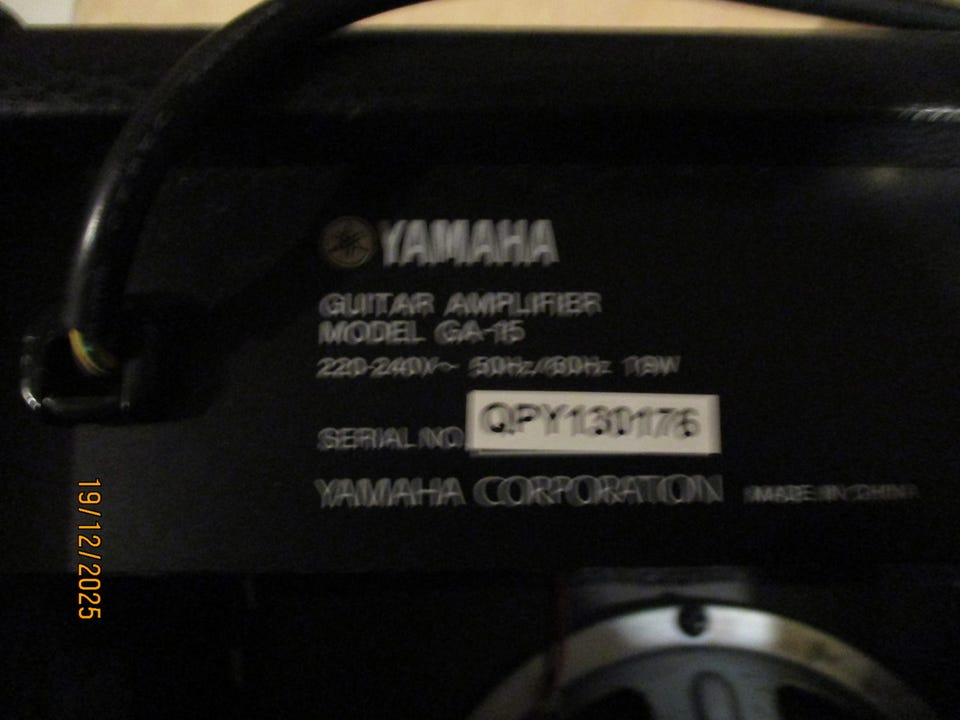 YAMAHA
GUITAR AMPLIFIER
MODEL GA-15
220-240V~ 50Hz/60Hz 19W
SERIAL NO. QPY130176
YAMAHA CORPORATION MADE IN CHINA
19/12/2025